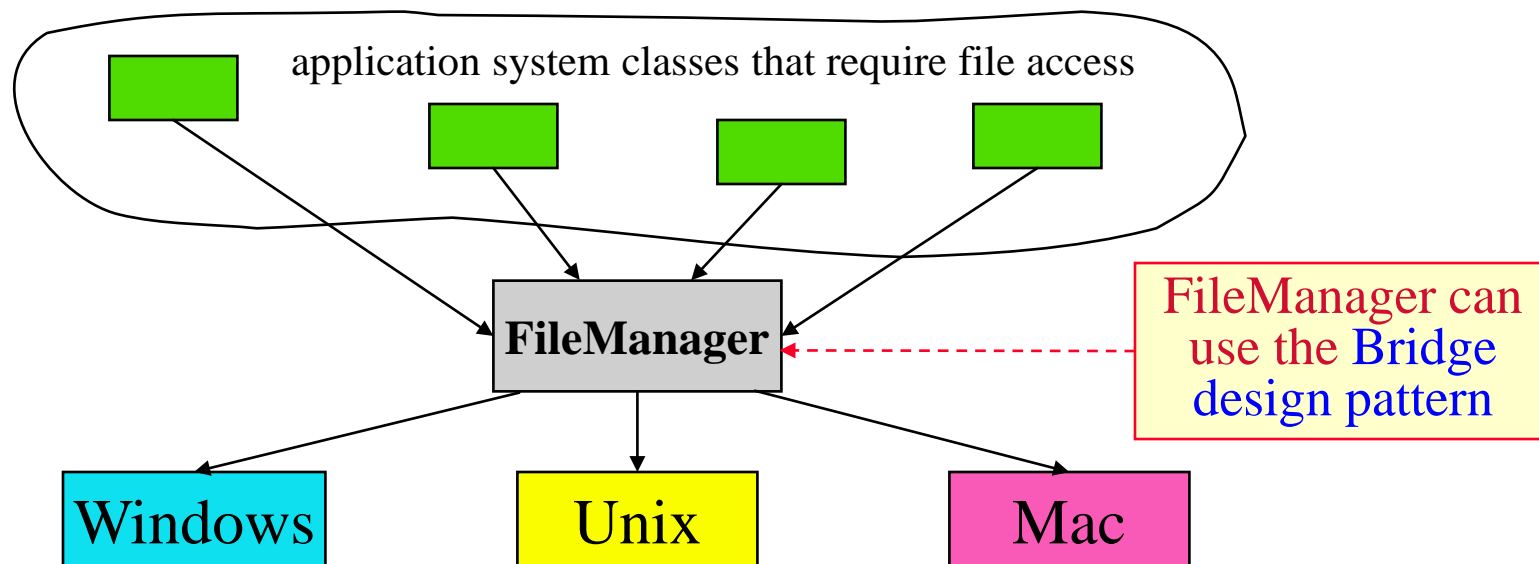 application system classes that require file access
FileManager
FileManager can
use the Bridge
design pattern
Windows
Unix
Mac